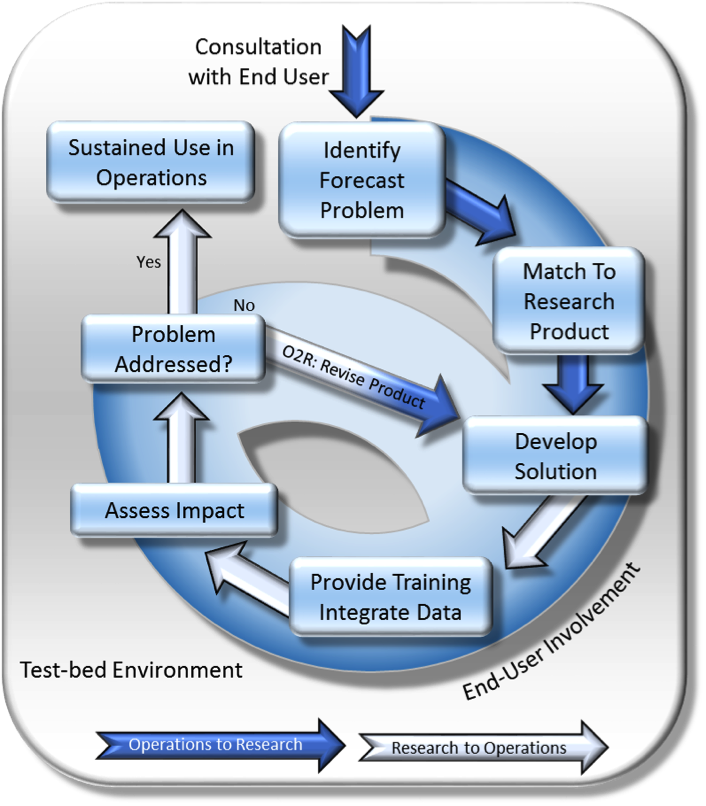 Consultation
with End User
Sustained Use in
Operations
Identify
Forecast
Problem
Yes
Match To
Research
Product
No
Problem
Addressed?
O2R: Revise Product
Develop
Solution
Assess Impact
Provide Training
Integrate Data
End-User Involvement
Test-bed Environment
Operations to Research
Research to Operations